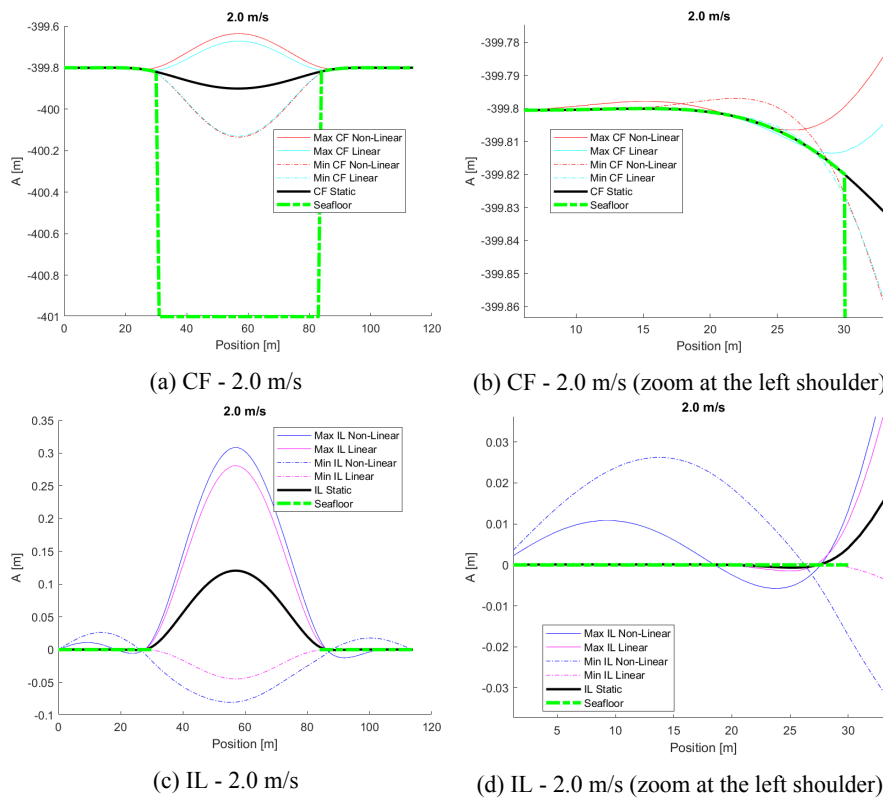 2.0 m/s
-399.6
-399.8
-400
-400.2
-400.4
-400.6
-400.8
-401
A [m]
Max CF Non-Linear
Max CF Linear
Min CF Non-Linear
Min CF Linear
CF Static
Seafloor
0 20 40 60 80 100 120
Position [m]
(a) CF - 2.0 m/s
2.0 m/s
-399.78
-399.79
-399.8
-399.81
-399.82
-399.83
-399.84
-399.85
-399.86
A [m]
Max CF Non-Linear
Max CF Linear
Min CF Non-Linear
Min CF Linear
CF Static
Seafloor
10 15 20 25 30
Position [m]
(b) CF - 2.0 m/s (zoom at the left shoulder)
2.0 m/s
0.35
0.3
0.25
0.2
0.15
0.1
0.05
0
-0.05
-0.1
A [m]
Max IL Non-Linear
Max IL Linear
Min IL Non-Linear
Min IL Linear
IL Static
Seafloor
0 20 40 60 80 100 120
Position [m]
(c) IL - 2.0 m/s
2.0 m/s
0.03
0.02
0.01
0
-0.01
-0.02
-0.03
A [m]
Max IL Non-Linear
Max IL Linear
Min IL Non-Linear
Min IL Linear
IL Static
Seafloor
5 10 15 20 25 30
Position [m]
(d) IL - 2.0 m/s (zoom at the left shoulder)